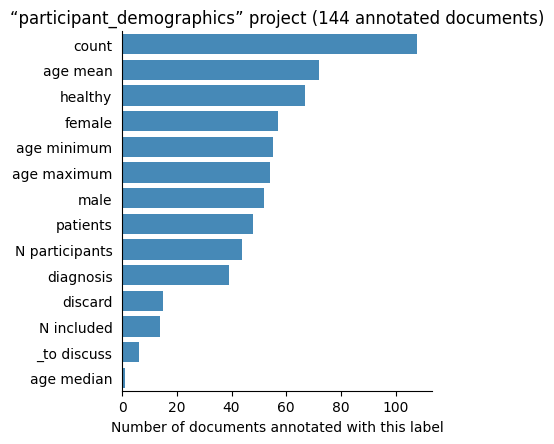 “participant_demographics” project (144 annotated documents)
count
age mean
healthy
female
age minimum
age maximum
male
patients
N participants
diagnosis
discard
N included
_to discuss
age median
0 20 40 60 80 100
Number of documents annotated with this label